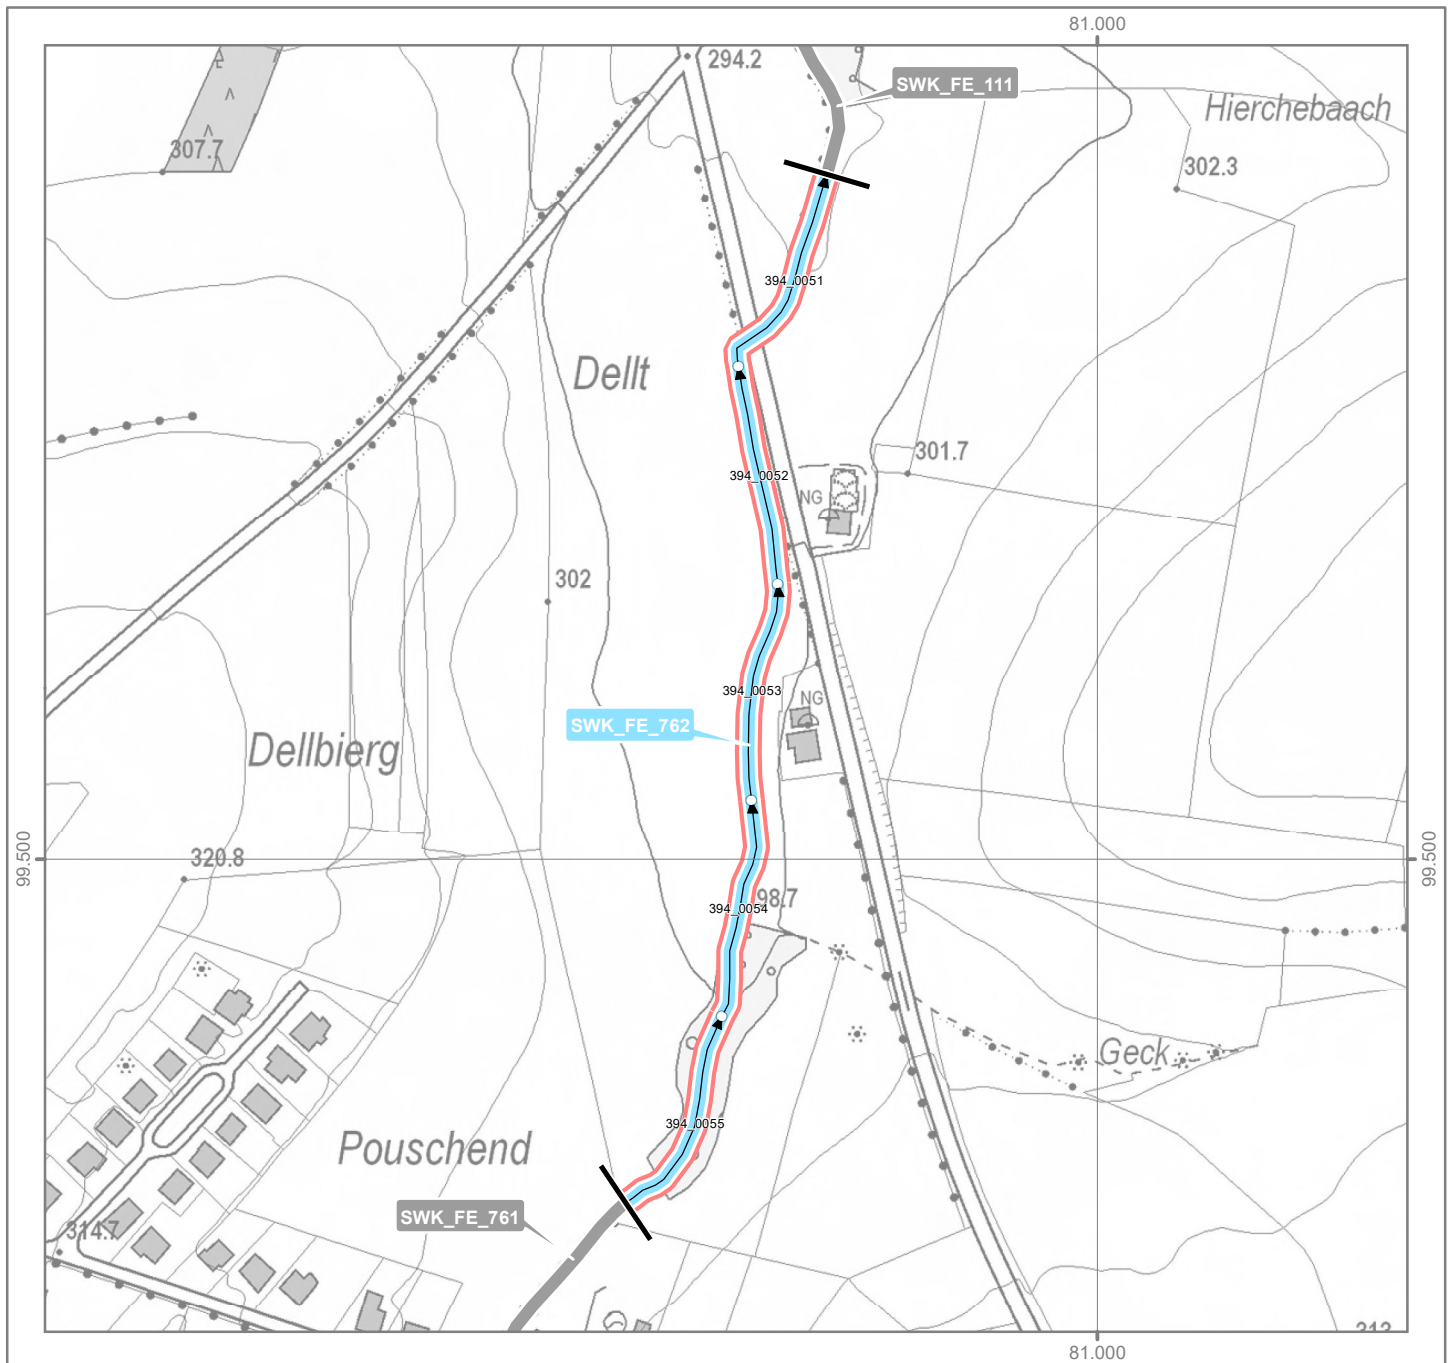 81.000
294.2
SWK_FE_111
Hierchebaach
307.7
302.3
394_0051
Dellt
301.7
394_0052
NG
302
394_0053
NG
SWK_FE_762
Dellbierg
99.500
99.500
320.8
98.7
394_0054
Geck
394_0055
Pouschend
SWK_FE_761
314.7
81.000